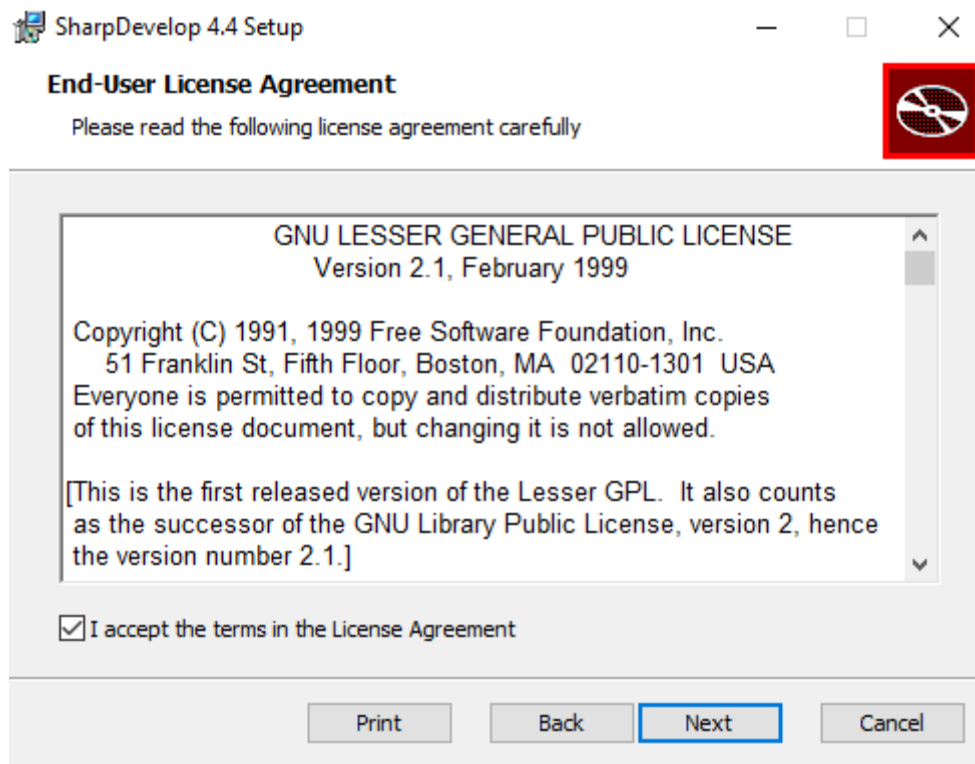 SharpDevelop 4.4 Setup
End-User License Agreement
Please read the following license agreement carefully
GNU LESSER GENERAL PUBLIC LICENSE
Version 2.1, February 1999
Copyright (C) 1991, 1999 Free Software Foundation, Inc.
51 Franklin St, Fifth Floor, Boston, MA  02110-1301  USA
Everyone is permitted to copy and distribute verbatim copies
of this license document, but changing it is not allowed.
[This is the first released version of the Lesser GPL.  It also counts
as the successor of the GNU Library Public License, version 2, hence
the version number 2.1.]
I accept the terms in the License Agreement
Print Back Next Cancel